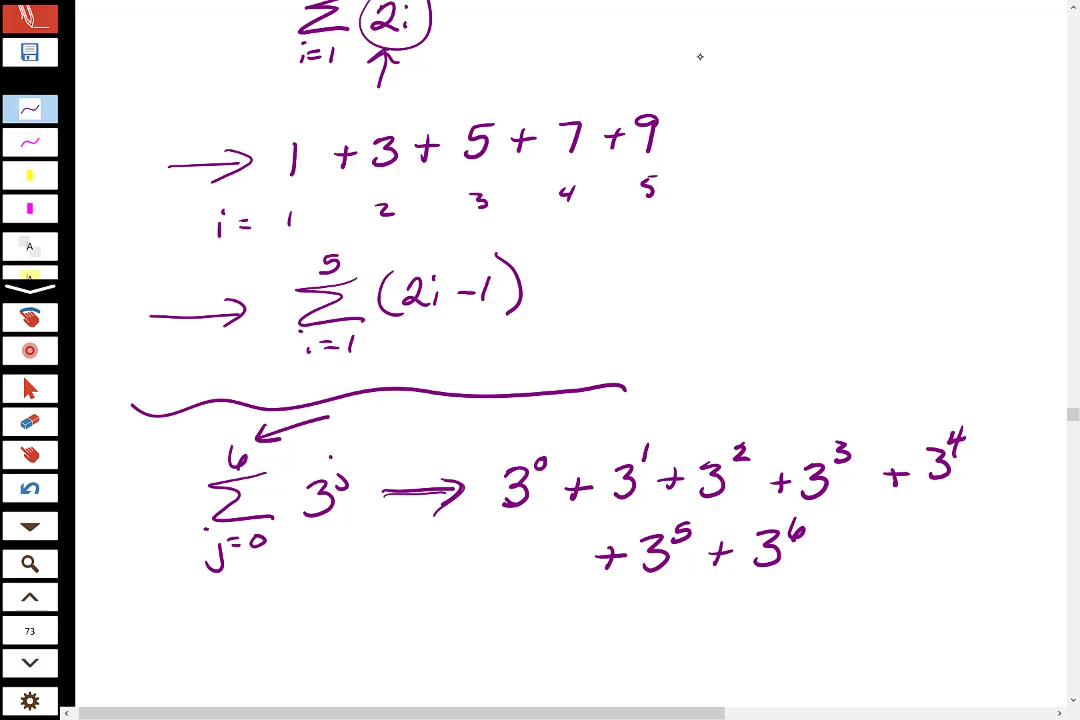 ∑ 2i
i=1
1 + 3 + 5 + 7 + 9
i = 1 2 3 4 5
5
∑ (2i - 1)
i=1
6
∑ 3^j → 3^0 + 3^1 + 3^2 + 3^3 + 3^4
j=0
+ 3^5 + 3^6
A
73